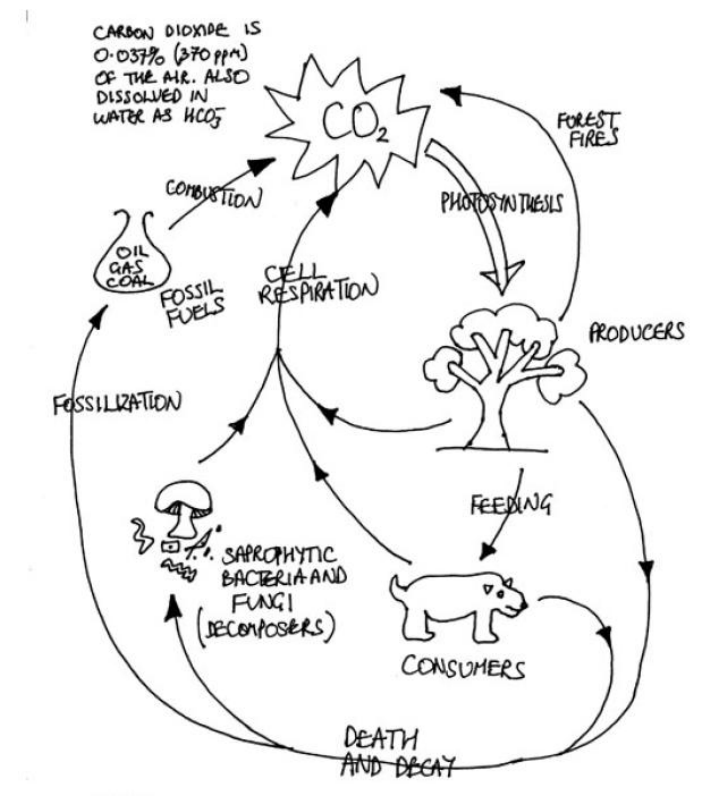 CARBON DIOXIDE IS
0.037% (370 ppm)
OF THE AIR. ALSO
DISSOLVED IN
WATER AS HCO3-
CO2
FOREST
FIRES
COMBUSTION
PHOTOSYNTHESIS
OIL
GAS
COAL
FOSSIL
FUELS
CELL
RESPIRATION
PRODUCERS
FOSSILIZATION
FEEDING
SAPROPHYTIC
BACTERIA AND
FUNGI
(DECOMPOSERS)
CONSUMERS
DEATH
AND DECAY